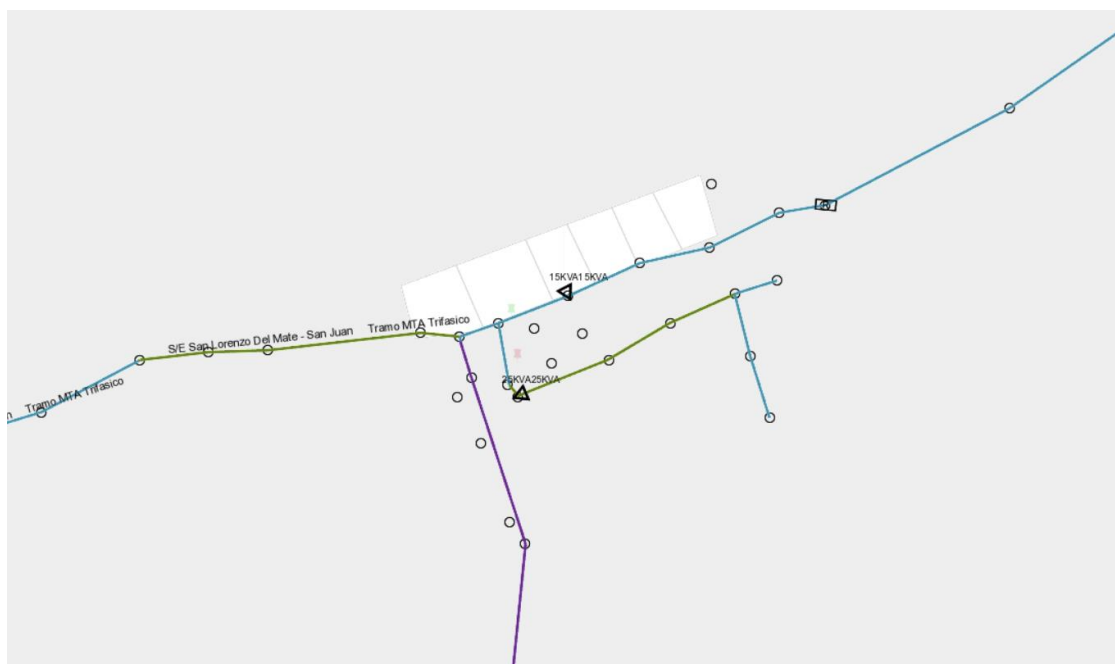 15KVA15KVA
Tramo MTA Trifasico
S/E San Lorenzo Del Mate - San Juan
25KVA25KVA
n Tramo MTA Trifasico
R